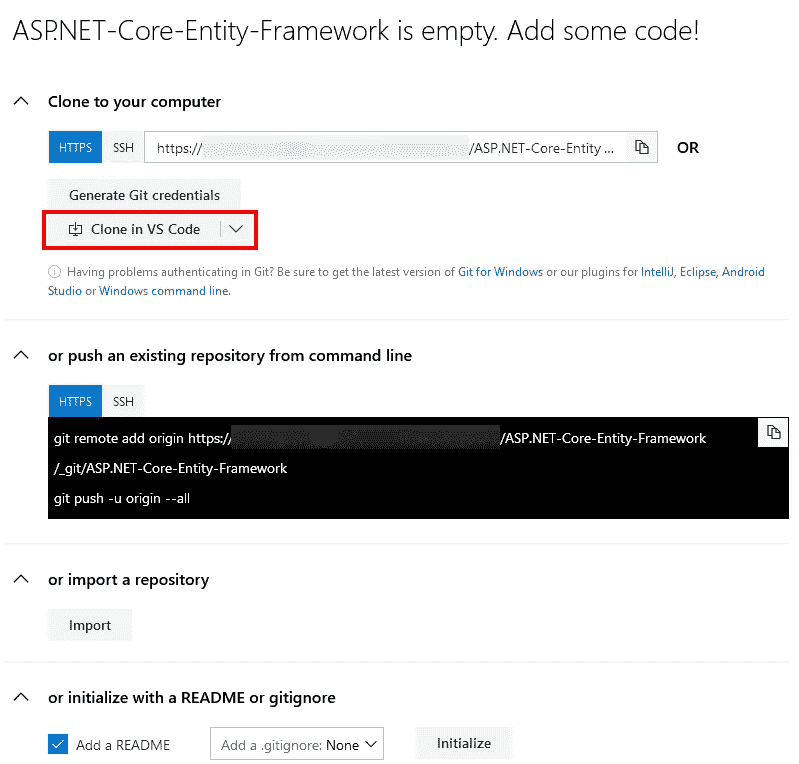 ASP.NET-Core-Entity-Framework is empty. Add some code!
Clone to your computer
HTTPS SSH https:// /ASP.NET-Core-Entity ... OR
Generate Git credentials
Clone in VS Code
Having problems authenticating in Git? Be sure to get the latest version of Git for Windows or our plugins for IntelliJ, Eclipse, Android
Studio or Windows command line.
or push an existing repository from command line
HTTPS SSH
git remote add origin https:// /ASP.NET-Core-Entity-Framework
/_git/ASP.NET-Core-Entity-Framework
git push -u origin --all
or import a repository
Import
or initialize with a README or gitignore
Add a README Add a .gitignore: None Initialize